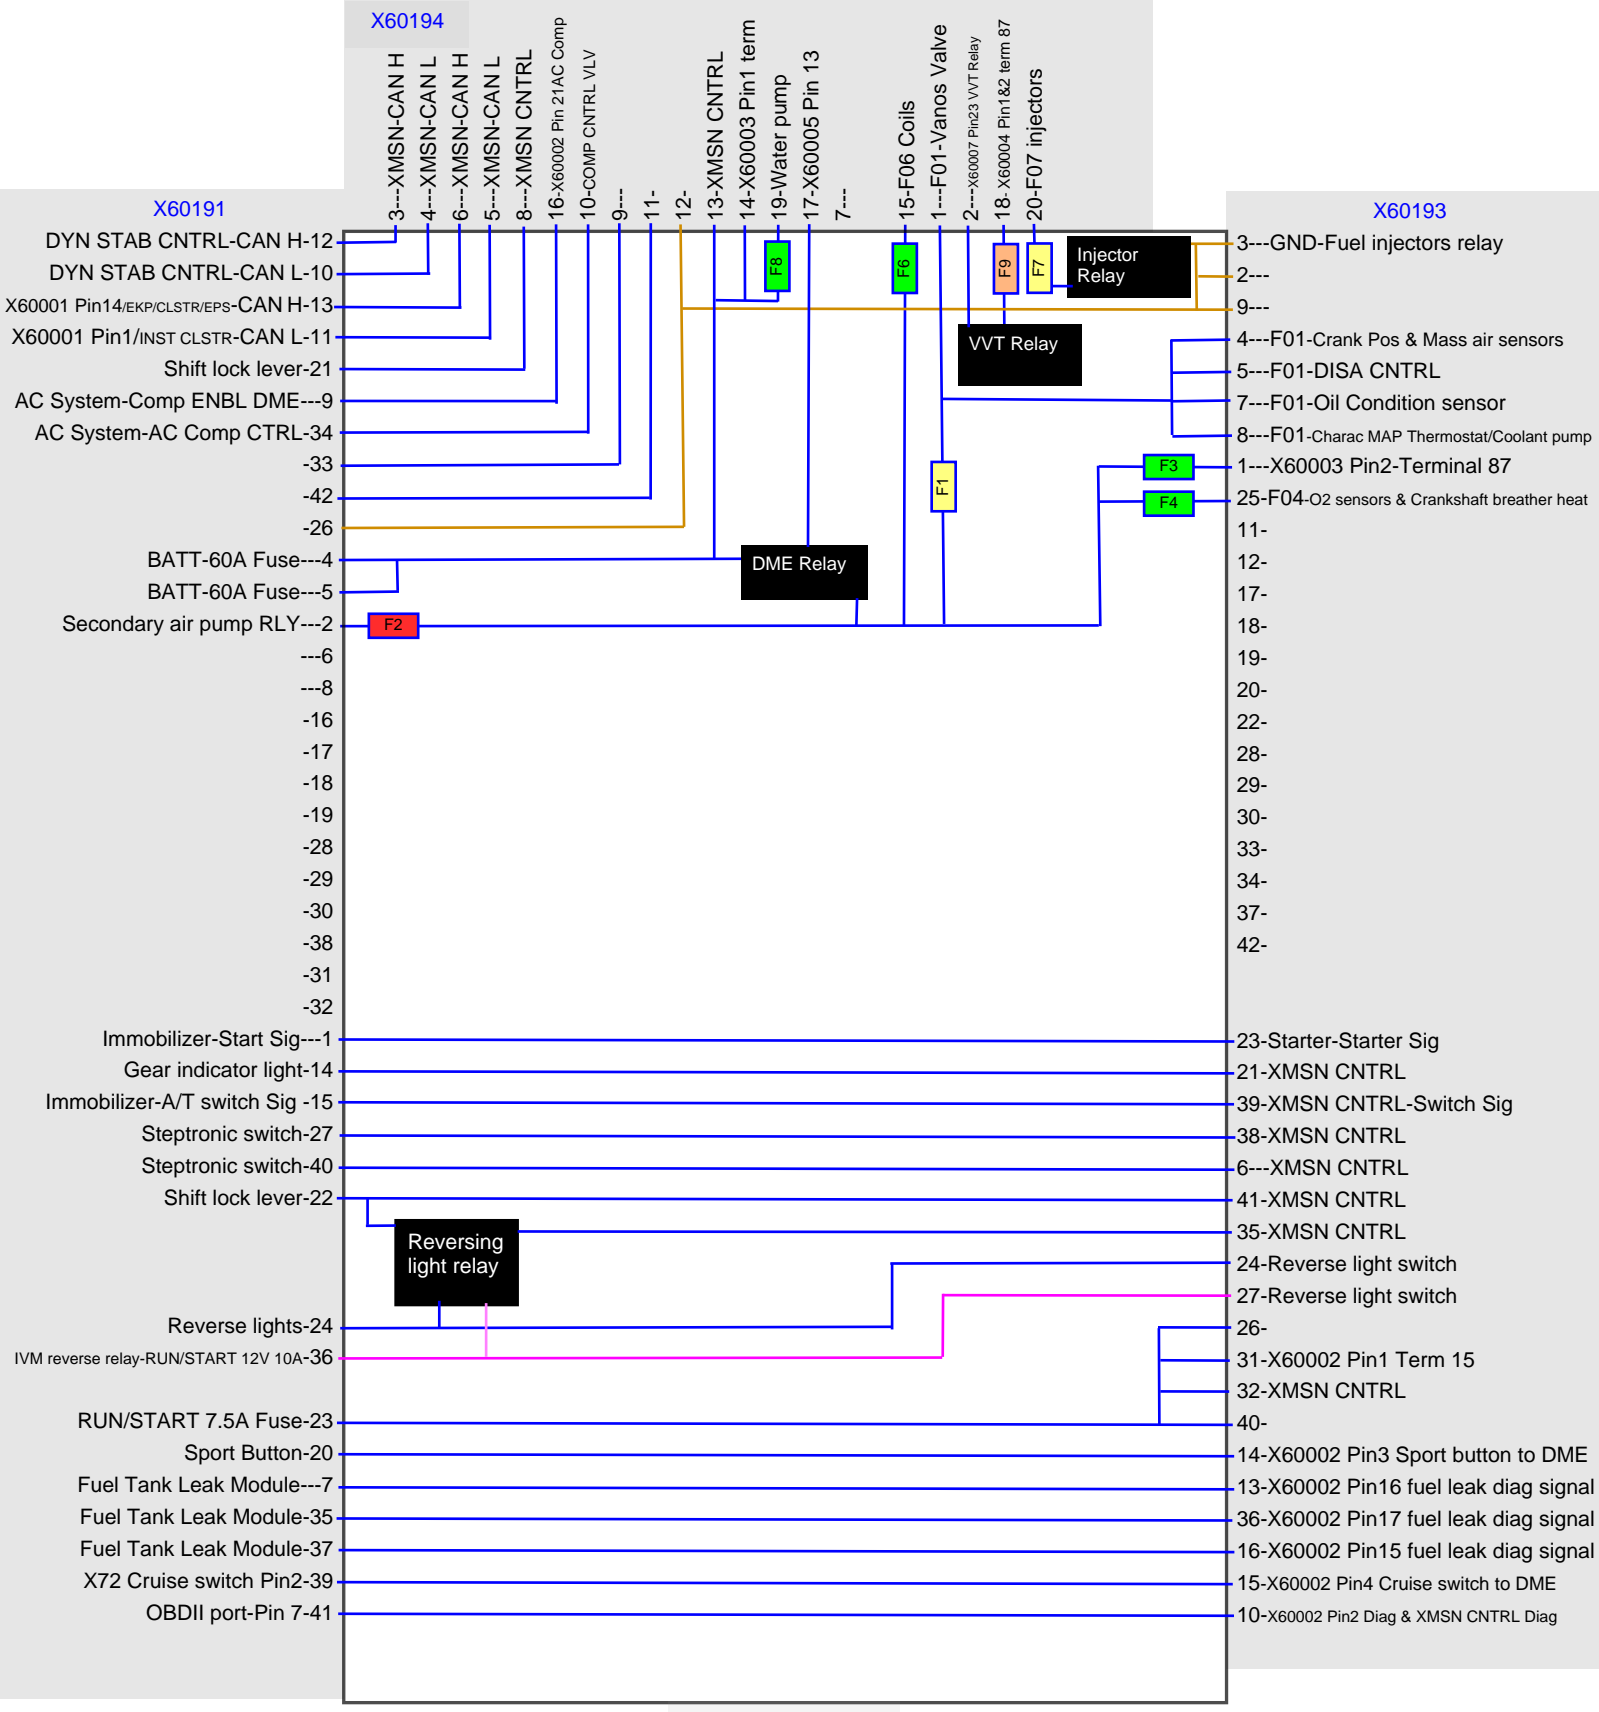 X60194
3---XMSN-CAN H
4---XMSN-CAN L
6---XMSN-CAN H
5---XMSN-CAN L
8---XMSN CNTRL
16-X60002 Pin 21AC Comp
10-COMP CNTRL VLV
9---
11-
12-
13-XMSN CNTRL
14-X60003 Pin1 term
19-Water pump
17-X60005 Pin 13
7---
15-F06 Coils
1---F01-Vanos Valve
2---X60007 Pin23 VVT Relay
18- X60004 Pin1&2 term 87
20-F07 injectors
X60191
DYN STAB CNTRL-CAN H-12
DYN STAB CNTRL-CAN L-10
X60001 Pin14/EKP/CLSTR/EPS-CAN H-13
X60001 Pin1/INST CLSTR-CAN L-11
Shift lock lever-21
AC System-Comp ENBL DME---9
AC System-AC Comp CTRL-34
-33
-42
-26
BATT-60A Fuse---4
BATT-60A Fuse---5
Secondary air pump RLY---2
---6
---8
-16
-17
-18
-19
-28
-29
-30
-38
-31
-32
Immobilizer-Start Sig---1
Gear indicator light-14
Immobilizer-A/T switch Sig -15
Steptronic switch-27
Steptronic switch-40
Shift lock lever-22
Reverse lights-24
IVM reverse relay-RUN/START 12V 10A-36
RUN/START 7.5A Fuse-23
Sport Button-20
Fuel Tank Leak Module---7
Fuel Tank Leak Module-35
Fuel Tank Leak Module-37
X72 Cruise switch Pin2-39
OBDII port-Pin 7-41
F8
F6
F9
F7
Injector
Relay
VVT Relay
F1
F3
F4
DME Relay
F2
Reversing
light relay
X60193
3---GND-Fuel injectors relay
2---
9---
4---F01-Crank Pos & Mass air sensors
5---F01-DISA CNTRL
7---F01-Oil Condition sensor
8---F01-Charac MAP Thermostat/Coolant pump
1---X60003 Pin2-Terminal 87
25-F04-O2 sensors & Crankshaft breather heat
11-
12-
17-
18-
19-
20-
22-
28-
29-
30-
33-
34-
37-
42-
23-Starter-Starter Sig
21-XMSN CNTRL
39-XMSN CNTRL-Switch Sig
38-XMSN CNTRL
6---XMSN CNTRL
41-XMSN CNTRL
35-XMSN CNTRL
24-Reverse light switch
27-Reverse light switch
26-
31-X60002 Pin1 Term 15
32-XMSN CNTRL
40-
14-X60002 Pin3 Sport button to DME
13-X60002 Pin16 fuel leak diag signal
36-X60002 Pin17 fuel leak diag signal
16-X60002 Pin15 fuel leak diag signal
15-X60002 Pin4 Cruise switch to DME
10-X60002 Pin2 Diag & XMSN CNTRL Diag